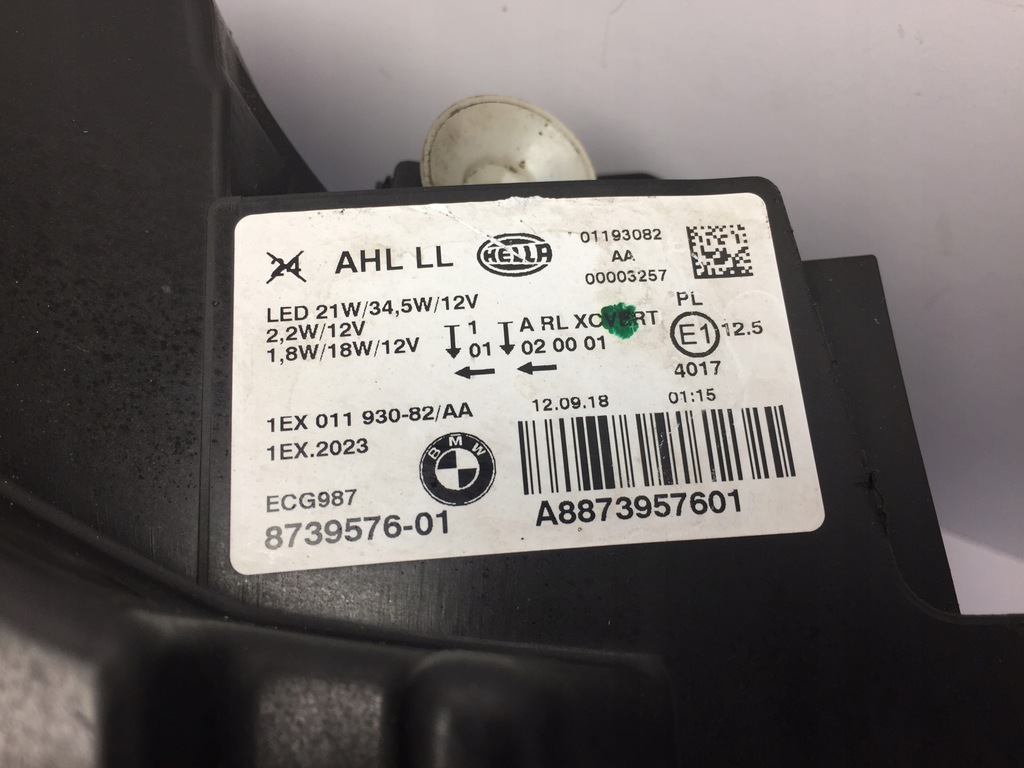 24 AHL LL HELLA 01193082
AA
00003257
LED 21W/34,5W/12V
2,2W/12V
1,8W/18W/12V
1 A RL XCVBRT
01 02 00 01
PL
E1 12.5
4017
1EX 011 930-82/AA
12.09.18 01:15
1EX.2023
BMW
ECG987
8739576-01
A8873957601